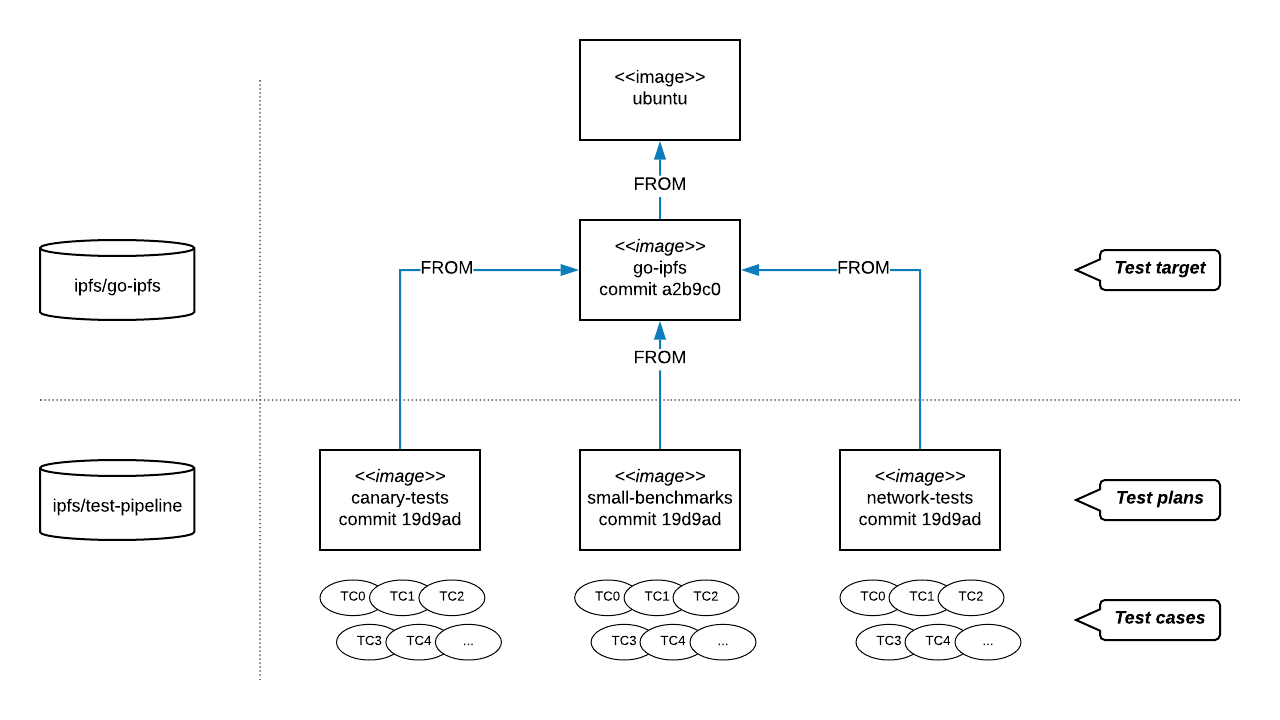 <<image>>
ubuntu
FROM
ipfs/go-ipfs
FROM
<<image>>
go-ipfs
commit a2b9c0
FROM
Test target
FROM
ipfs/test-pipeline
<<image>>
canary-tests
commit 19d9ad
<<image>>
small-benchmarks
commit 19d9ad
<<image>>
network-tests
commit 19d9ad
Test plans
TC0 TC1 TC2
TC3 TC4 ...
TC0 TC1 TC2
TC3 TC4 ...
TC0 TC1 TC2
TC3 TC4 ...
Test cases